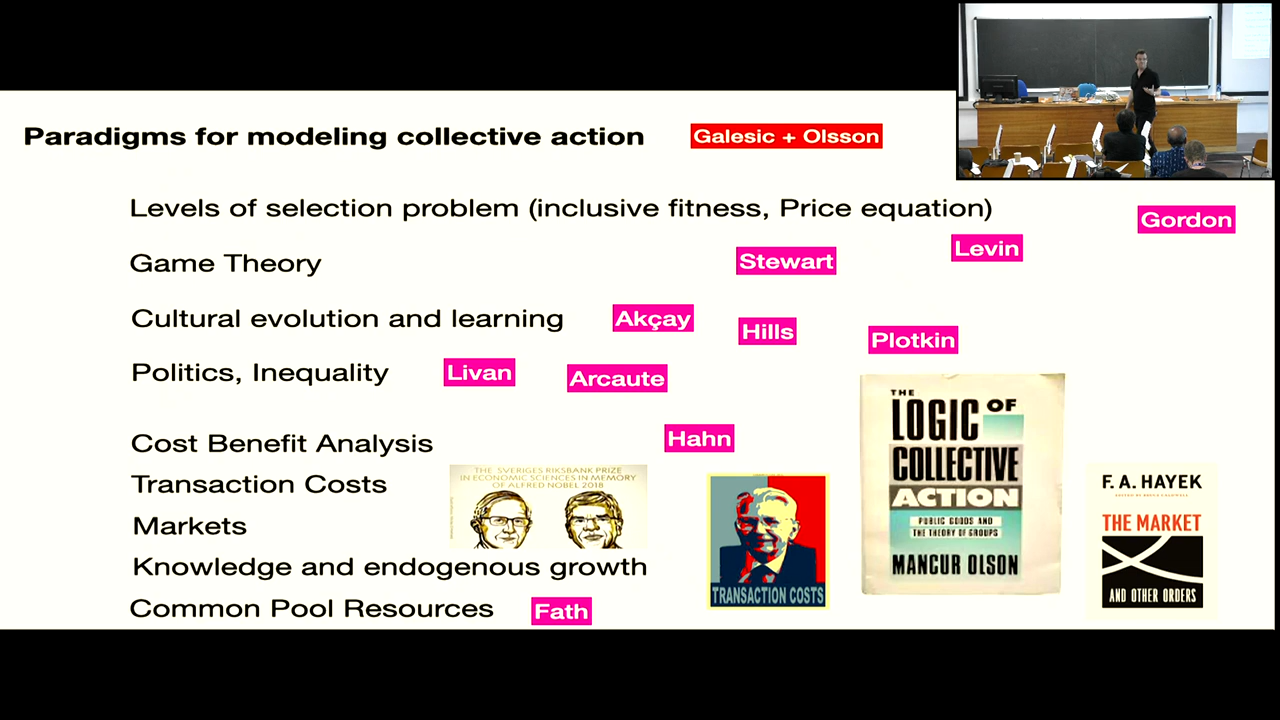 Paradigms for modeling collective action
Galesic + Olsson
Levels of selection problem (inclusive fitness, Price equation)
Gordon
Game Theory
Stewart
Levin
Cultural evolution and learning
Akçay
Hills
Plotkin
Politics, Inequality
Livan
Arcaute
Cost Benefit Analysis
Hahn
Transaction Costs
Markets
Knowledge and endogenous growth
Common Pool Resources
Fath
THE SVERIGES RIKSBANK PRIZE
IN ECONOMIC SCIENCES IN MEMORY
OF ALFRED NOBEL 2018
TRANSACTION COSTS
THE
LOGIC OF
COLLECTIVE
ACTION
PUBLIC GOODS AND
THE THEORY OF GROUPS
MANCUR OLSON
F. A. HAYEK
THE MARKET
AND OTHER ORDERS